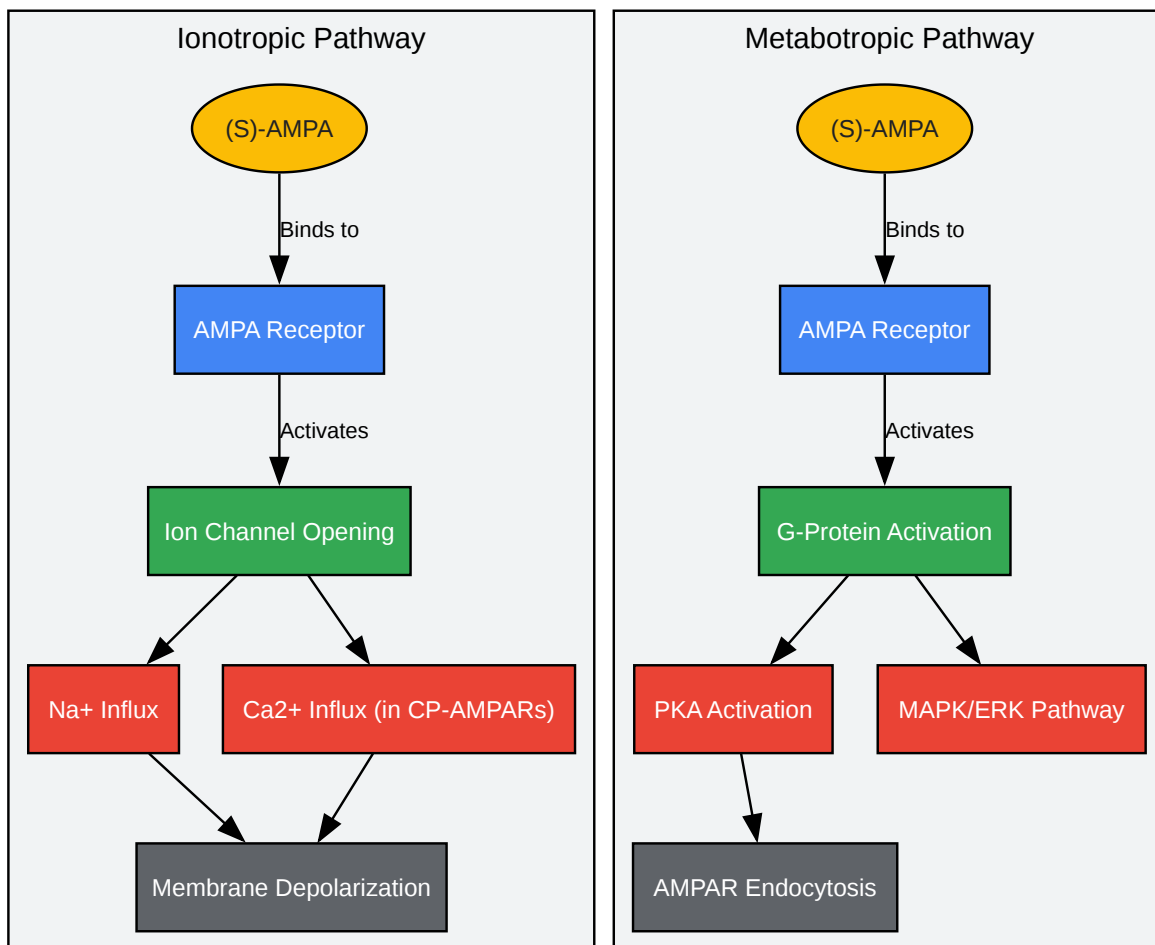 Ionotropic Pathway
(S)-AMPA
Binds to
AMPA Receptor
Activates
Ion Channel Opening
Na+ Influx
Ca2+ Influx (in CP-AMPARs)
Membrane Depolarization
Metabotropic Pathway
(S)-AMPA
Binds to
AMPA Receptor
Activates
G-Protein Activation
PKA Activation
MAPK/ERK Pathway
AMPAR Endocytosis